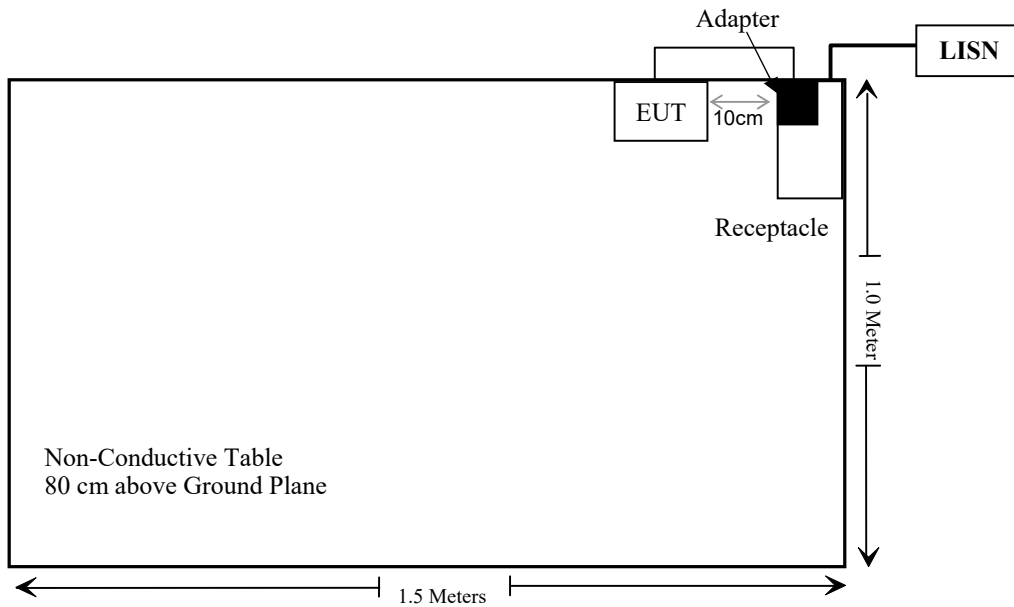 Adapter
LISN
EUT
10cm
Receptacle
1.0 Meter
Non-Conductive Table
80 cm above Ground Plane
1.5 Meters